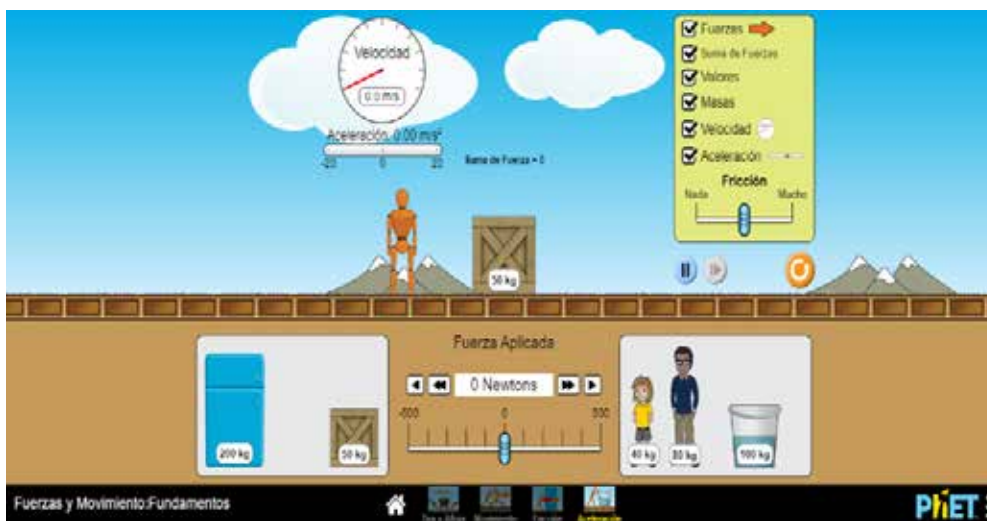 Velocidad
0.0 m/s
Aceleración: 0.00 m/s²
-20 0 20
Suma de Fuerza = 0
Fuerzas
Suma de Fuerzas
Valores
Masas
Velocidad
Aceleración
Fricción
Nada Mucho
50 kg
Fuerza Aplicada
0 Newtons
-500 0 500
200 kg
50 kg
40 kg
80 kg
100 kg
Fuerzas y Movimiento:Fundamentos
Aceleración
PhET